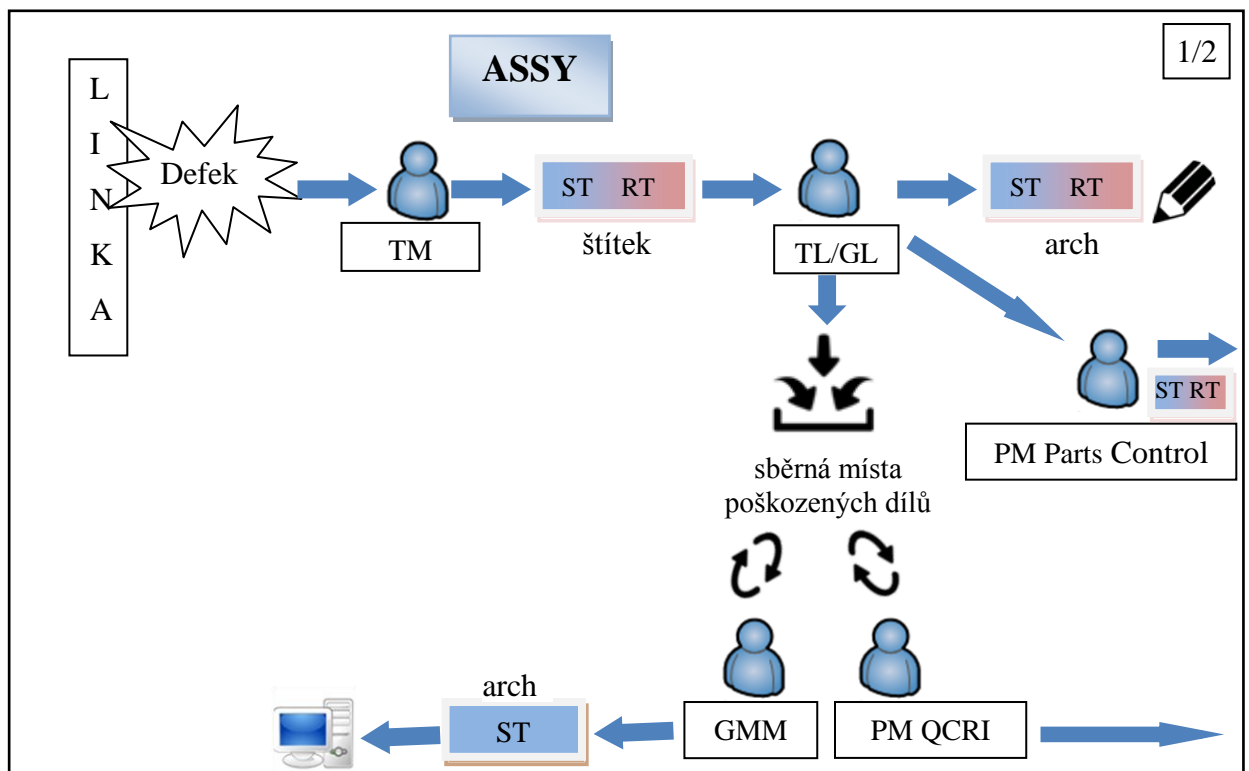 1/2
ASSY
L
I
N
K
A
Defek
ST RT
ST RT
štítek
arch
TM
TL/GL
ST RT
PM Parts Control
sběrná místa
poškozených dílů
arch
ST
GMM
PM QCRI